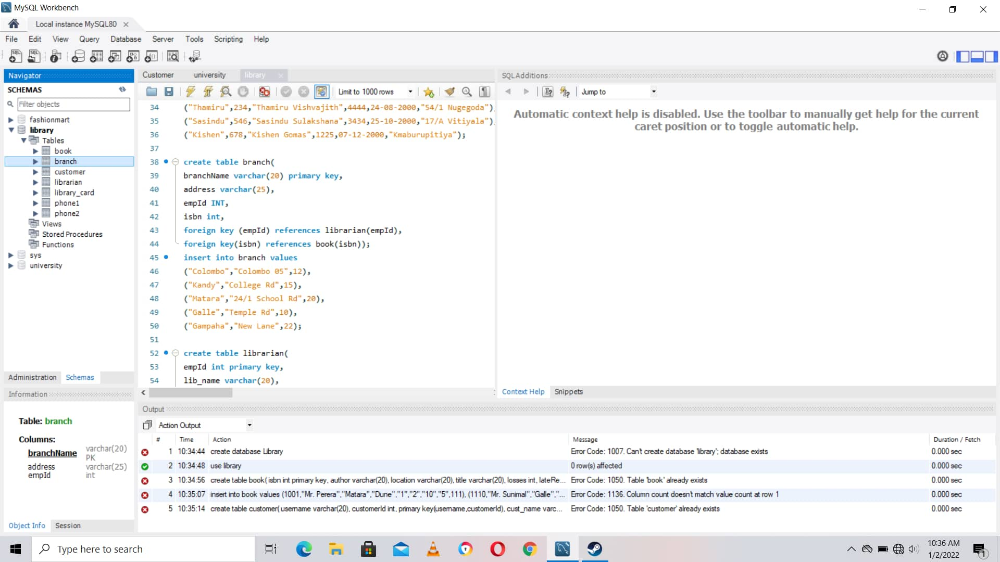 MySQL Workbench
Local instance MySQL80
File Edit View Query Database Server Tools Scripting Help
Navigator
SCHEMAS
Filter objects
fashionmart
library
Tables
book
branch
customer
librarian
library_card
phone1
phone2
Views
Stored Procedures
Functions
sys
university
Administration Schemas
Information
Table: branch
Columns:
branchName varchar(20) PK
address varchar(25)
empId int
Object Info Session
Customer university library
Limit to 1000 rows
34 ("Thamiru",234,"Thamiru Vishvajith",4444,24-08-2000,"54/1 Nugegoda")
35 ("Sasindu",546,"Sasindu Sulakshana",3434,25-10-2000,"17/A Vitiyala")
36 ("Kishen",678,"Kishen Gomas",1225,07-12-2000,"Kmaburupitiya");
37
38 create table branch(
39 branchName varchar(20) primary key,
40 address varchar(25),
41 empId INT,
42 isbn int,
43 foreign key (empId) references librarian(empId),
44 foreign key(isbn) references book(isbn));
45 insert into branch values
46 ("Colombo","Colombo 05",12),
47 ("Kandy","College Rd",15),
48 ("Matara","24/1 School Rd",20),
49 ("Galle","Temple Rd",10),
50 ("Gampaha","New Lane",22);
51
52 create table librarian(
53 empId int primary key,
54 lib_name varchar(20),
SQLAdditions
Jump to
Automatic context help is disabled. Use the toolbar to manually get help for the current
caret position or to toggle automatic help.
Context Help Snippets
Output
Action Output
# Time Action Message Duration / Fetch
1 10:34:44 create database Library Error Code: 1007. Can't create database 'library'; database exists 0.000 sec
2 10:34:48 use library 0 row(s) affected 0.000 sec
3 10:34:56 create table book( isbn int primary key, author varchar(20), location varchar(20), title varchar(20), losses int, lateRe... Error Code: 1050. Table 'book' already exists 0.000 sec
4 10:35:07 insert into book values (1001,"Mr. Perera","Matara","Dune","1","2","10","5",111), (1110,"Mr. Sunimal","Galle","... Error Code: 1136. Column count doesn't match value count at row 1 0.000 sec
5 10:35:14 create table customer( username varchar(20), customerId int, primary key(username,customerId), cust_name varc... Error Code: 1050. Table 'customer' already exists 0.000 sec
Type here to search
10:36 AM
1/2/2022
1